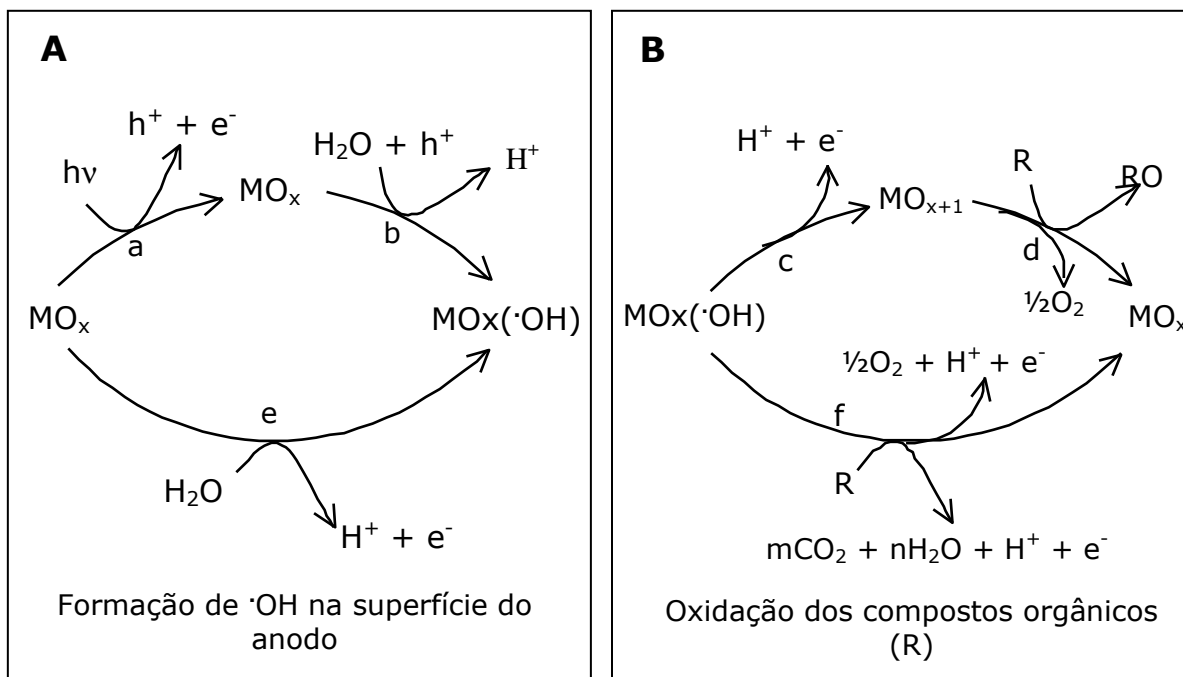 A
h⁺ + e⁻
H₂O + h⁺
H⁺
hν
MOₓ
a
b
MOₓ
MOx(·OH)
e
H₂O
H⁺ + e⁻
Formação de ·OH na superfície do
anodo
B
H⁺ + e⁻
R
RO
MOₓ₊₁
c
d
½O₂
MOx(·OH)
MOₓ
½O₂ + H⁺ + e⁻
f
R
mCO₂ + nH₂O + H⁺ + e⁻
Oxidação dos compostos orgânicos
(R)